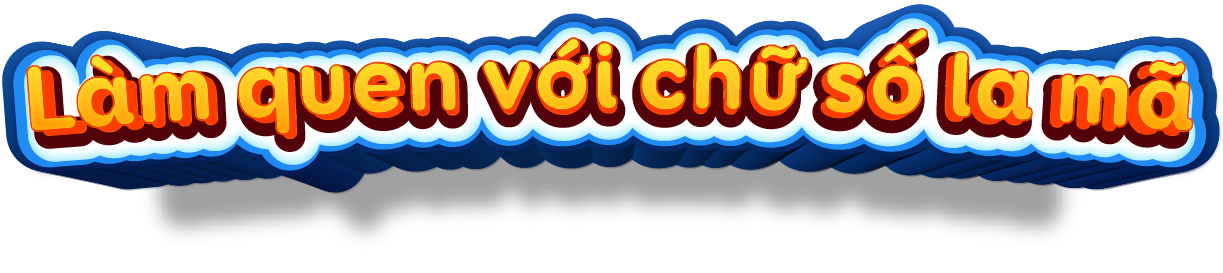 Làm quen với chữ số la mã